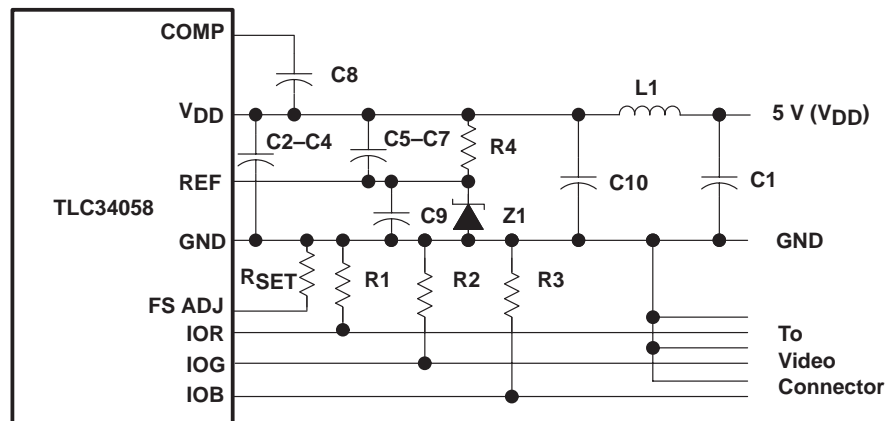 COMP
C8
L1
VDD
5 V (VDD)
C2–C4
C5–C7
R4
REF
C10
C1
TLC34058
C9
Z1
GND
GND
RSET
R1
R2
R3
FS ADJ
IOR
To
IOG
Video
IOB
Connector